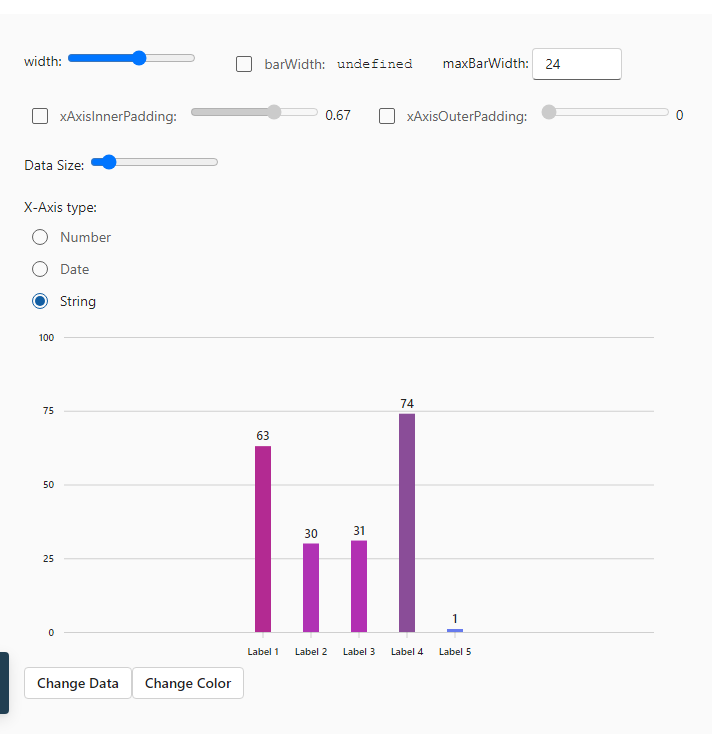 width: barWidth: undefined maxBarWidth: 24
xAxisInnerPadding: 0.67 xAxisOuterPadding: 0
Data Size:
X-Axis type:
Number
Date
String
100
75
50
25
0
63
30
31
74
1
Label 1 Label 2 Label 3 Label 4 Label 5
Change Data Change Color